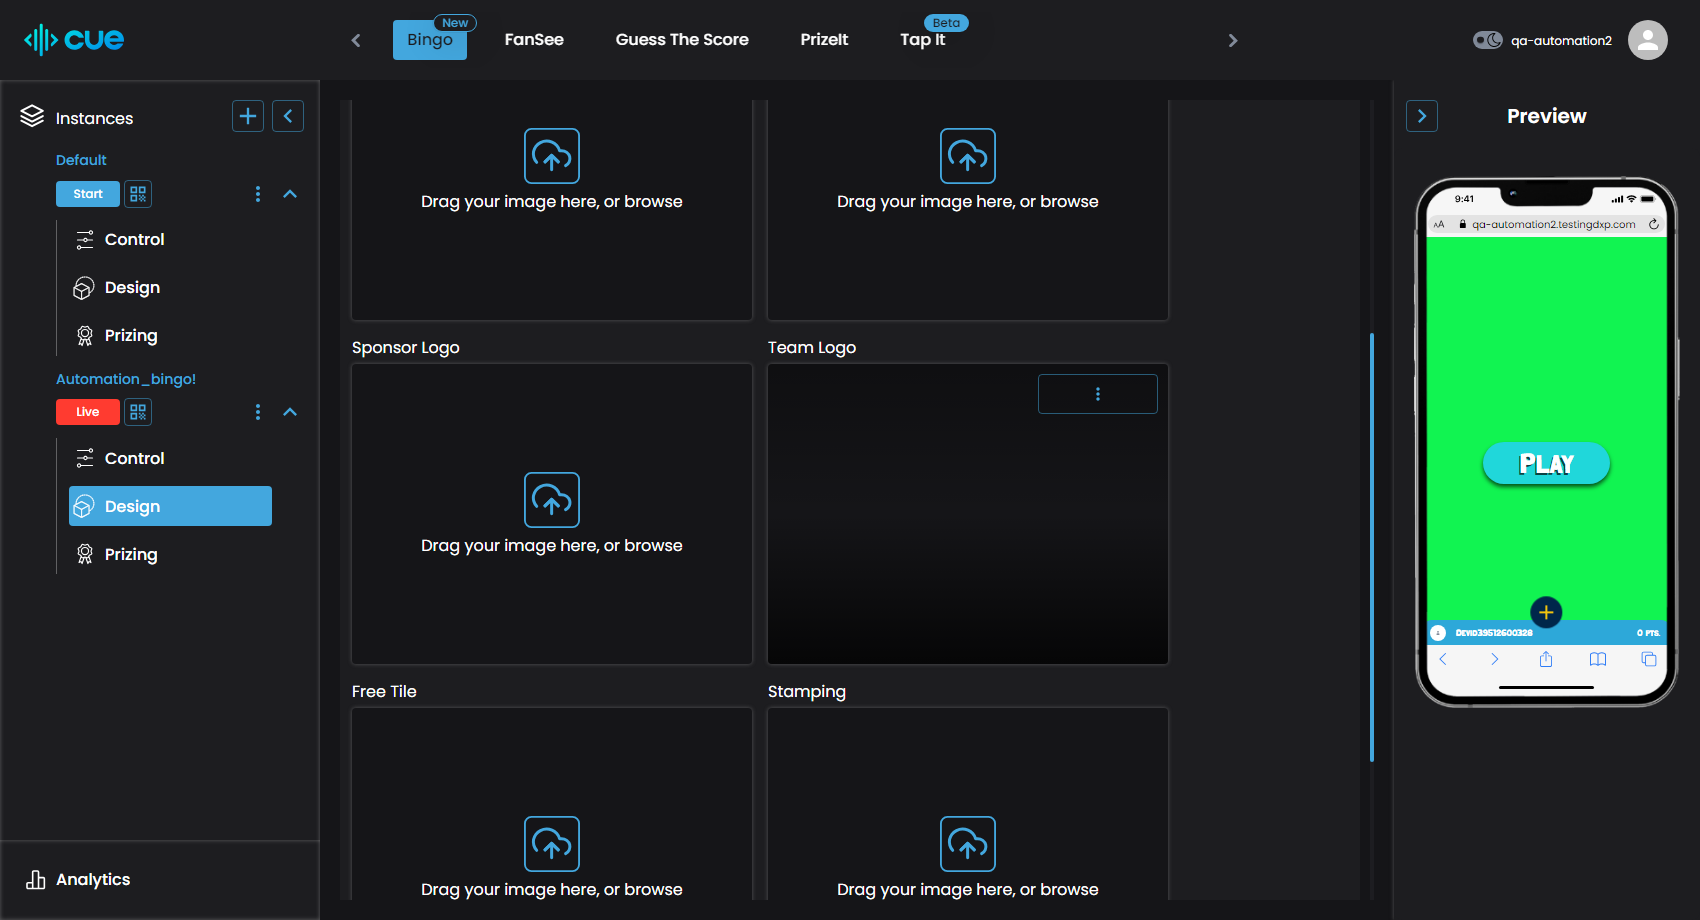 cue
Bingo
New
FanSee
Guess The Score
PrizeIt
Tap It
Beta
qa-automation2
Instances
Default
Start
Control
Design
Prizing
Automation_bingo!
Live
Control
Design
Prizing
Analytics
Drag your image here, or browse
Drag your image here, or browse
Sponsor Logo
Team Logo
Drag your image here, or browse
Free Tile
Stamping
Drag your image here, or browse
Drag your image here, or browse
Preview
9:41
AA
qa-automation2.testingdxp.com
PLAY
DEVID39512600328
0 PTS.